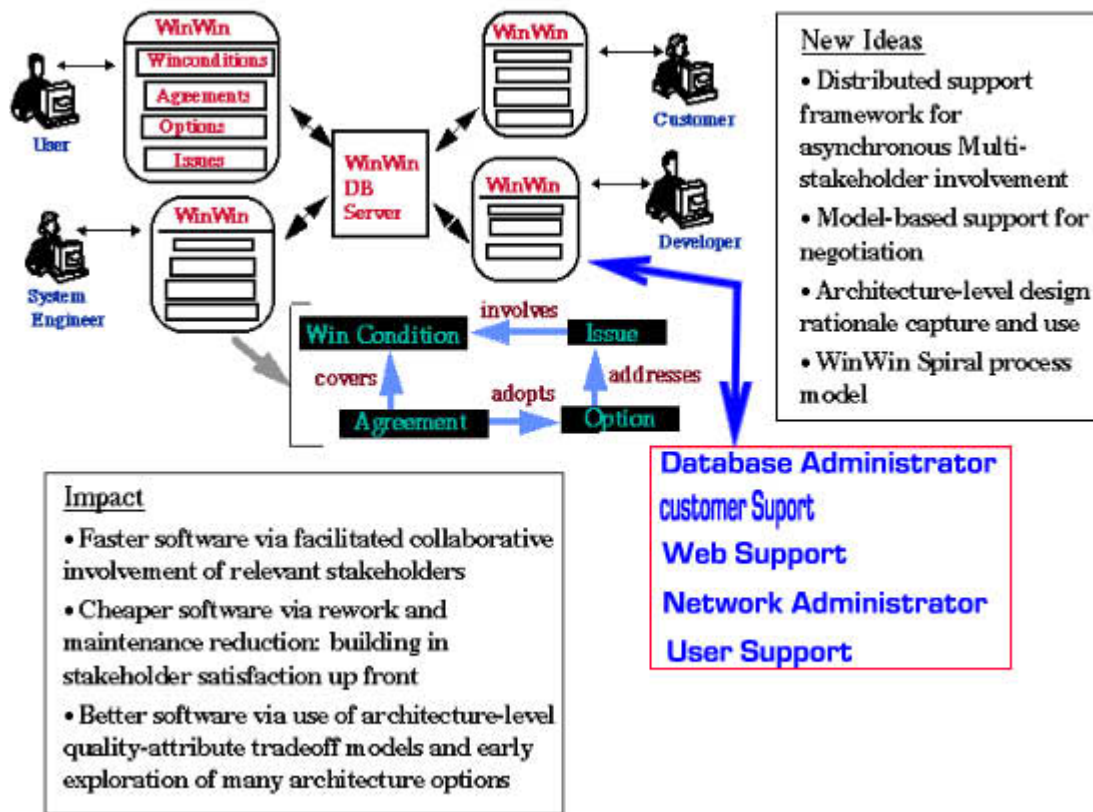 WinWin
Winconditions
Agreements
Options
Issues
User
WinWin
System
Engineer
WinWin
DB
Server
WinWin
Customer
WinWin
Developer
New Ideas
• Distributed support
framework for
asynchronous Multi-
stakeholder involvement
• Model-based support for
negotiation
• Architecture-level design
rationale capture and use
• WinWin Spiral process
model
involves
Win Condition
Issue
covers
adopts
addresses
Agreement
Option
Database Administrator
customer Suport
Web Support
Network Administrator
User Support
Impact
• Faster software via facilitated collaborative
involvement of relevant stakeholders
• Cheaper software via rework and
maintenance reduction: building in
stakeholder satisfaction up front
• Better software via use of architecture-level
quality-attribute tradeoff models and early
exploration of many architecture options